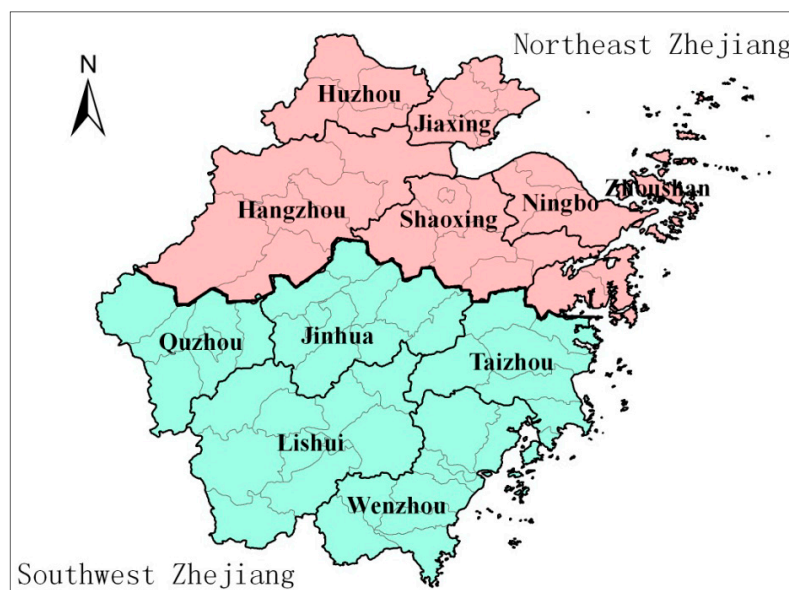 Northeast Zhejiang
N
Huzhou
Jiaxing
Zhoushan
Ningbo
Hangzhou
Shaoxing
Quzhou
Jinhua
Taizhou
Lishui
Wenzhou
Southwest Zhejiang